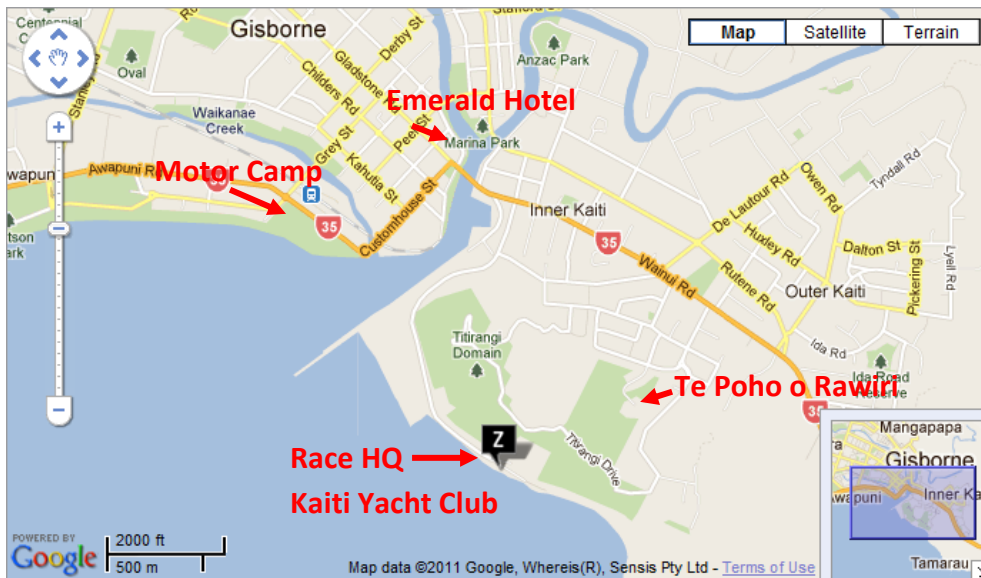 Centennial
Gisborne
Stafford St
Map
Satellite
Terrain
Oval
Stanley
Derby St
Gladstone
Childers Rd
Anzac Park
Emerald Hotel
Waikanae
Creek
Grey St
Peel St
Marina Park
Kahutia St
Awapuni Rd
Motor Camp
35
35
Customhouse St
Inner Kaiti
35
Wainui Rd
De Lautour Rd
Owen Rd
Tyndall Rd
Huxley Rd
Dalton St
Pickering St
Lyell Rd
Rutene Rd
Outer Kaiti
Ida Rd
Titirangi
Domain
Ida Road
Reserve
Te Poho o Rawiri
35
Z
Race HQ
Kaiti Yacht Club
Titirangi Drive
Mangapapa
Gisborne
Awapuni
Inner Ka
Tamarau
POWERED BY
Google
2000 ft
500 m
Map data ©2011 Google, Whereis(R), Sensis Pty Ltd - Terms of Use